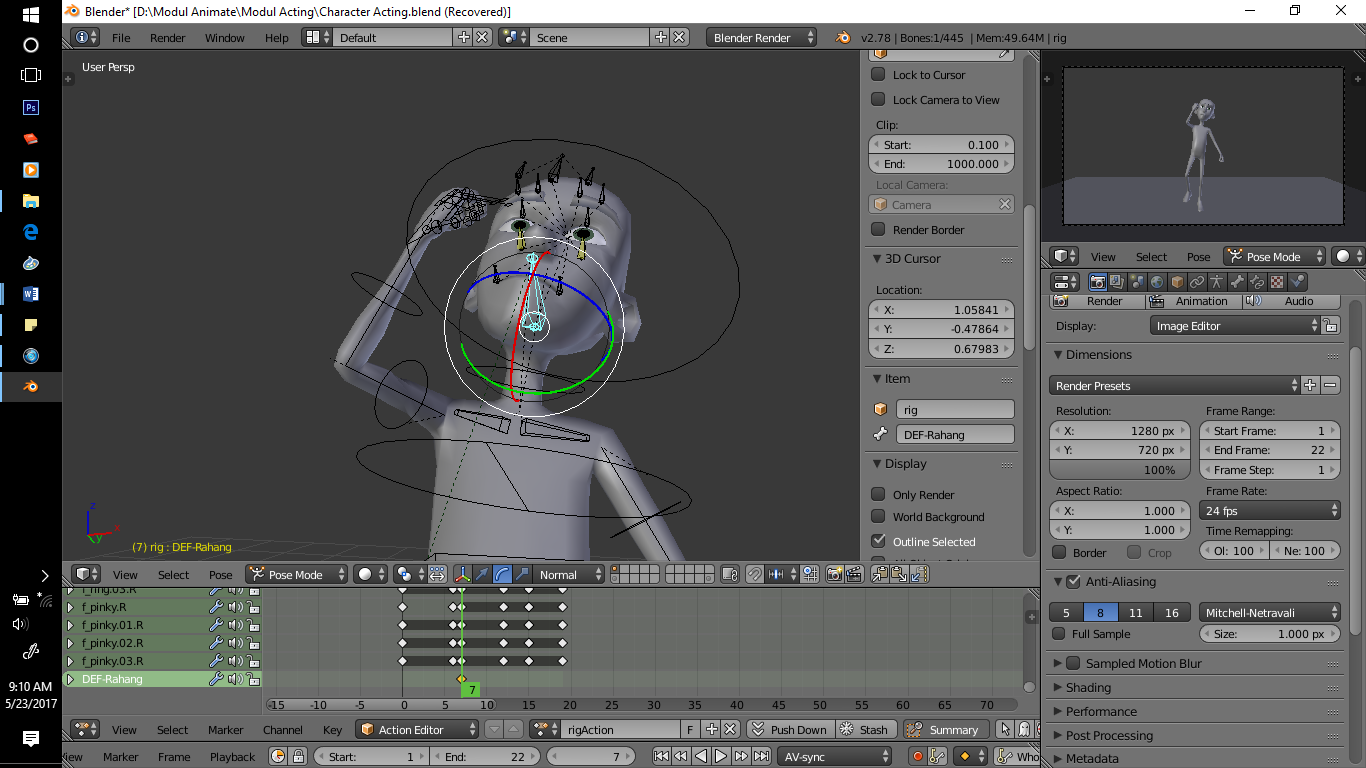 Blender* [D:\Modul Animate\Modul Acting\Character Acting.blend (Recovered)]
File Render Window Help Default Scene Blender Render v2.78 | Bones:1/445 | Mem:49.64M | rig
User Persp
Lock to Cursor
Lock Camera to View
Clip:
Start: 0.100
End: 1000.000
Local Camera:
Camera
Render Border
3D Cursor
Location:
X: 1.05841
Y: -0.47864
Z: 0.67983
Item
rig
DEF-Rahang
Display
Only Render
World Background
Outline Selected
View Select Pose Pose Mode
Render Animation Audio
Display: Image Editor
Dimensions
Render Presets
Resolution: Frame Range:
X: 1280 px Start Frame: 1
Y: 720 px End Frame: 22
100% Frame Step: 1
Aspect Ratio: Frame Rate:
X: 1.000 24 fps
Y: 1.000 Time Remapping:
Border Crop Ol: 100 Ne: 100
Anti-Aliasing
5 8 11 16 Mitchell-Netravali
Full Sample Size: 1.000 px
Sampled Motion Blur
Shading
Performance
Post Processing
Metadata
z
x
Y
(7) rig : DEF-Rahang
View Select Pose Pose Mode Normal
f_ring.03.R
f_pinky.R
f_pinky.01.R
f_pinky.02.R
f_pinky.03.R
DEF-Rahang
7
-15 -10 -5 0 5 10 15 20 25 30 35 40 45 50 55 60 65 70
View Select Marker Channel Key Action Editor rigAction F Push Down Stash Summary
View Marker Frame Playback Start: 1 End: 22 7 AV-sync Who
Ps
W
9:10 AM
5/23/2017